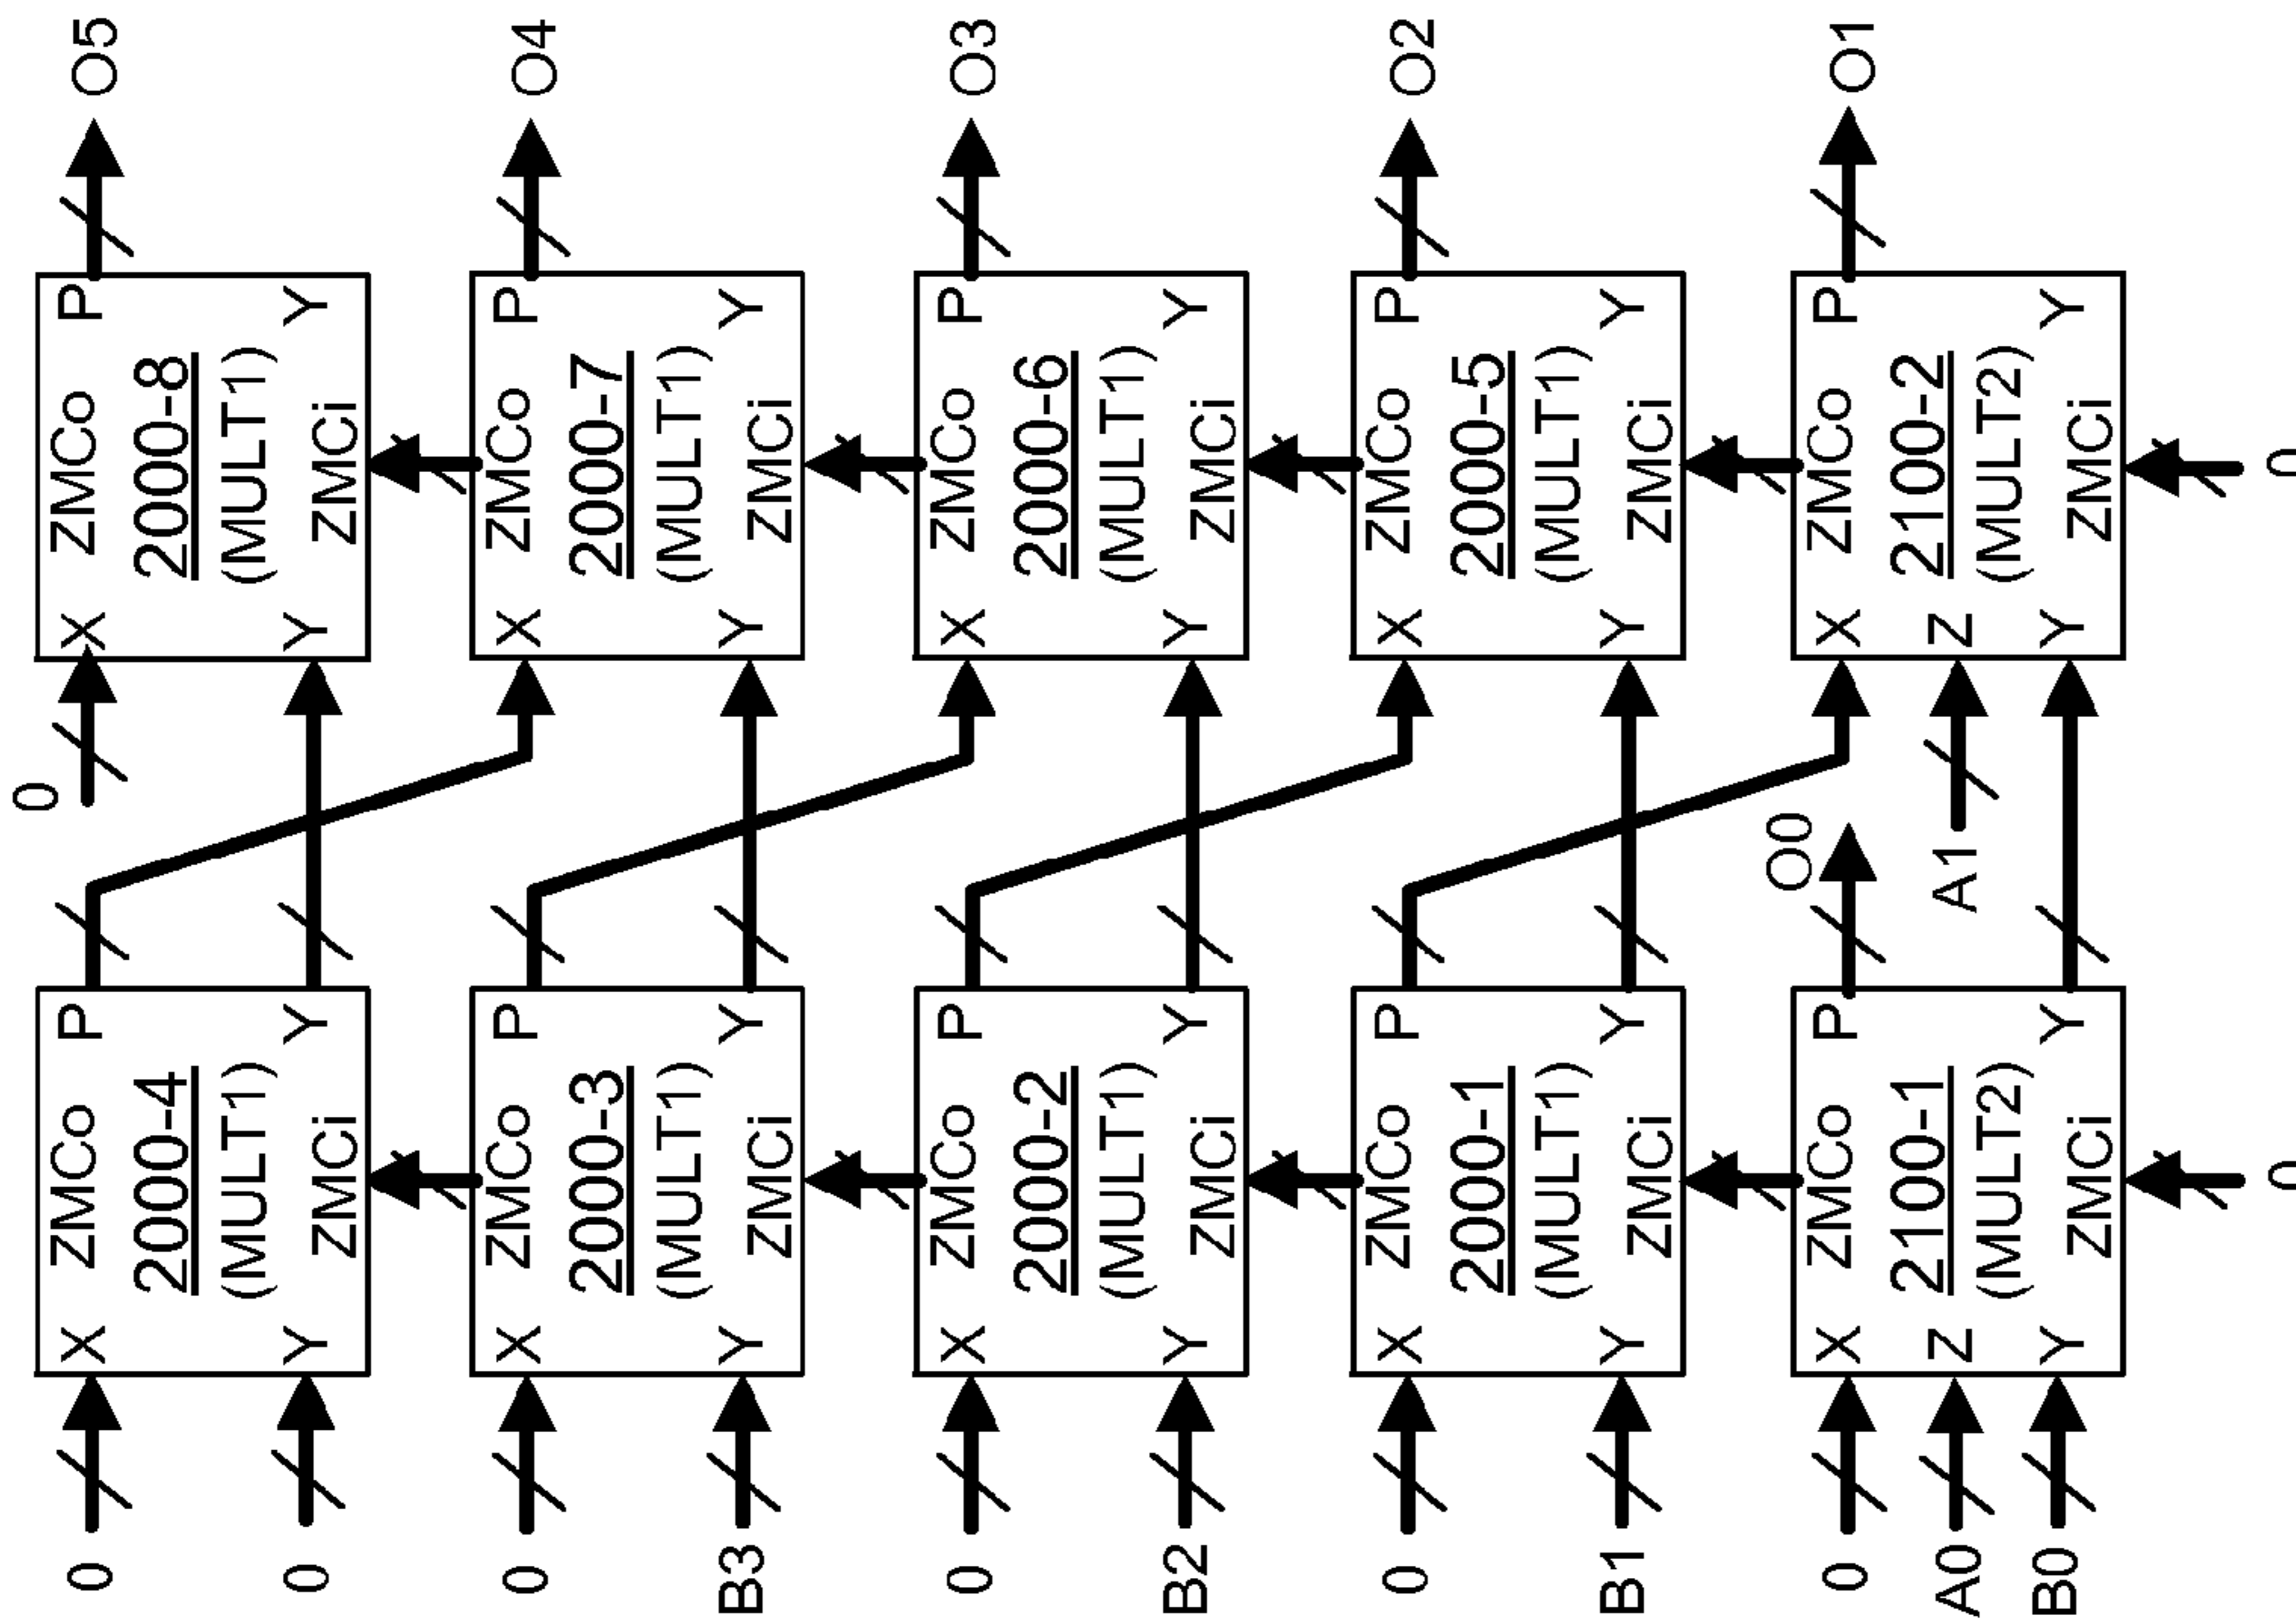 0
0 X ZMCo P X ZMCo P O5
2000-4 2000-8
(MULT1) (MULT1)
0 Y Y Y Y
ZMCi ZMCi
0 X ZMCo P X ZMCo P O4
2000-3 2000-7
(MULT1) (MULT1)
B3 Y Y Y Y
ZMCi ZMCi
0 X ZMCo P X ZMCo P O3
2000-2 2000-6
(MULT1) (MULT1)
B2 Y Y Y Y
ZMCi ZMCi
0 X ZMCo P X ZMCo P O2
2000-1 2000-5
(MULT1) (MULT1)
B1 Y Y Y Y
ZMCi ZMCi
O0
0 X ZMCo P X ZMCo P O1
2100-1 2100-2
A0 Z A1 Z
(MULT2) (MULT2)
B0 Y Y Y Y
ZMCi ZMCi
0 0